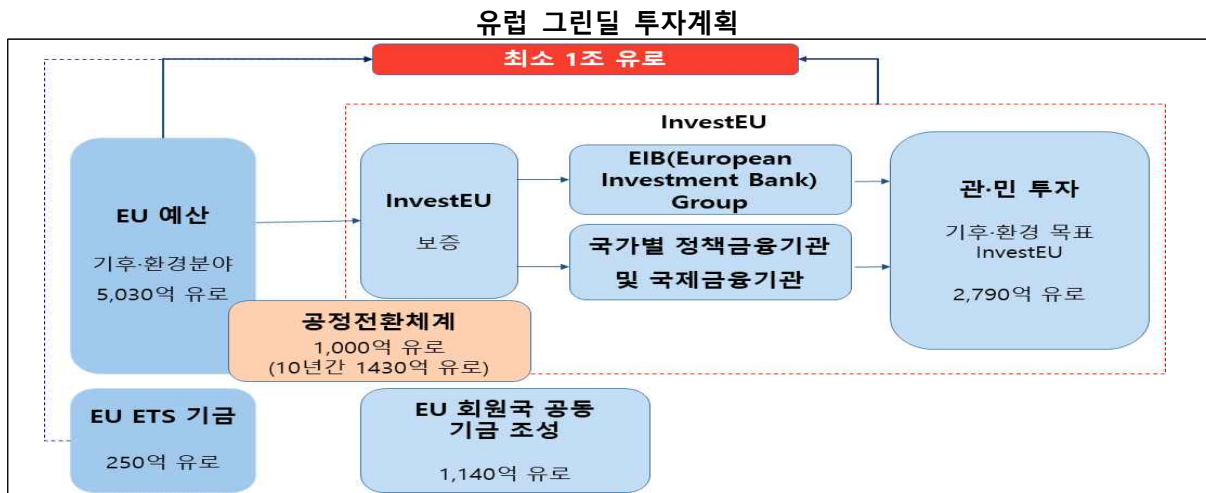 유럽 그린딜 투자계획
최소 1조 유로
InvestEU
EU 예산
기후·환경분야
5,030억 유로
InvestEU
보증
EIB(European
Investment Bank)
Group
국가별 정책금융기관
및 국제금융기관
관·민 투자
기후·환경 목표
InvestEU
2,790억 유로
공정전환체계
1,000억 유로
(10년간 1430억 유로)
EU ETS 기금
250억 유로
EU 회원국 공동
기금 조성
1,140억 유로